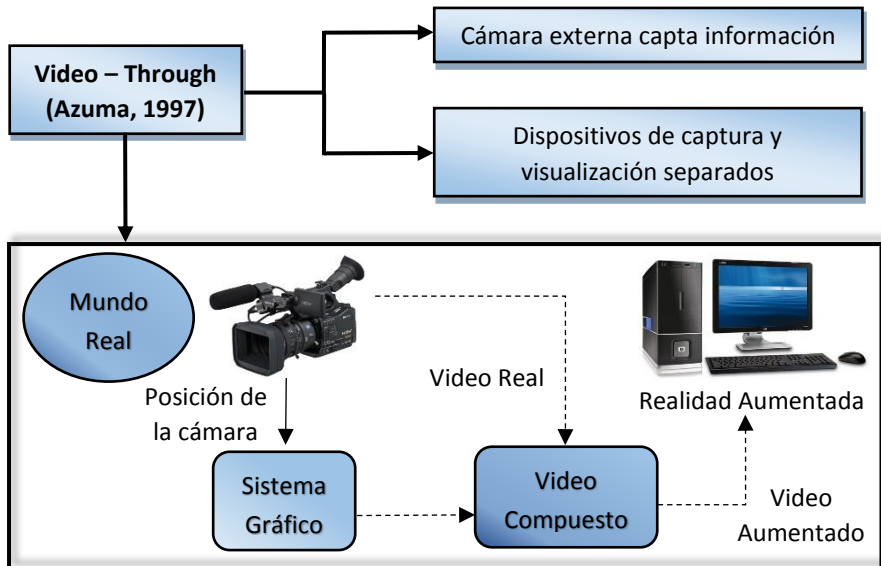 Video – Through
(Azuma, 1997)
Cámara externa capta información
Dispositivos de captura y
visualización separados
Mundo
Real
Posición de
la cámara
Video Real
Realidad Aumentada
Sistema
Gráfico
Video
Compuesto
Video
Aumentado